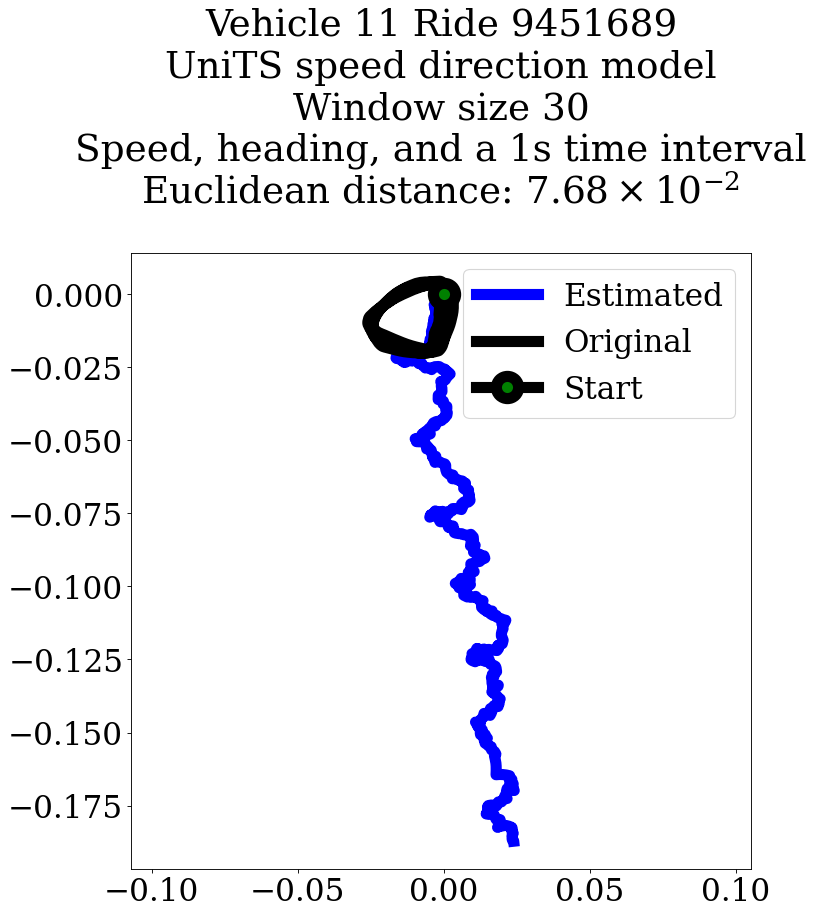 Vehicle 11 Ride 9451689
UniTS speed direction model
Window size 30
Speed, heading, and a 1s time interval
Euclidean distance: 7.68 × 10⁻²
Estimated
Original
Start
0.000
−0.025
−0.050
−0.075
−0.100
−0.125
−0.150
−0.175
−0.10 −0.05 0.00 0.05 0.10